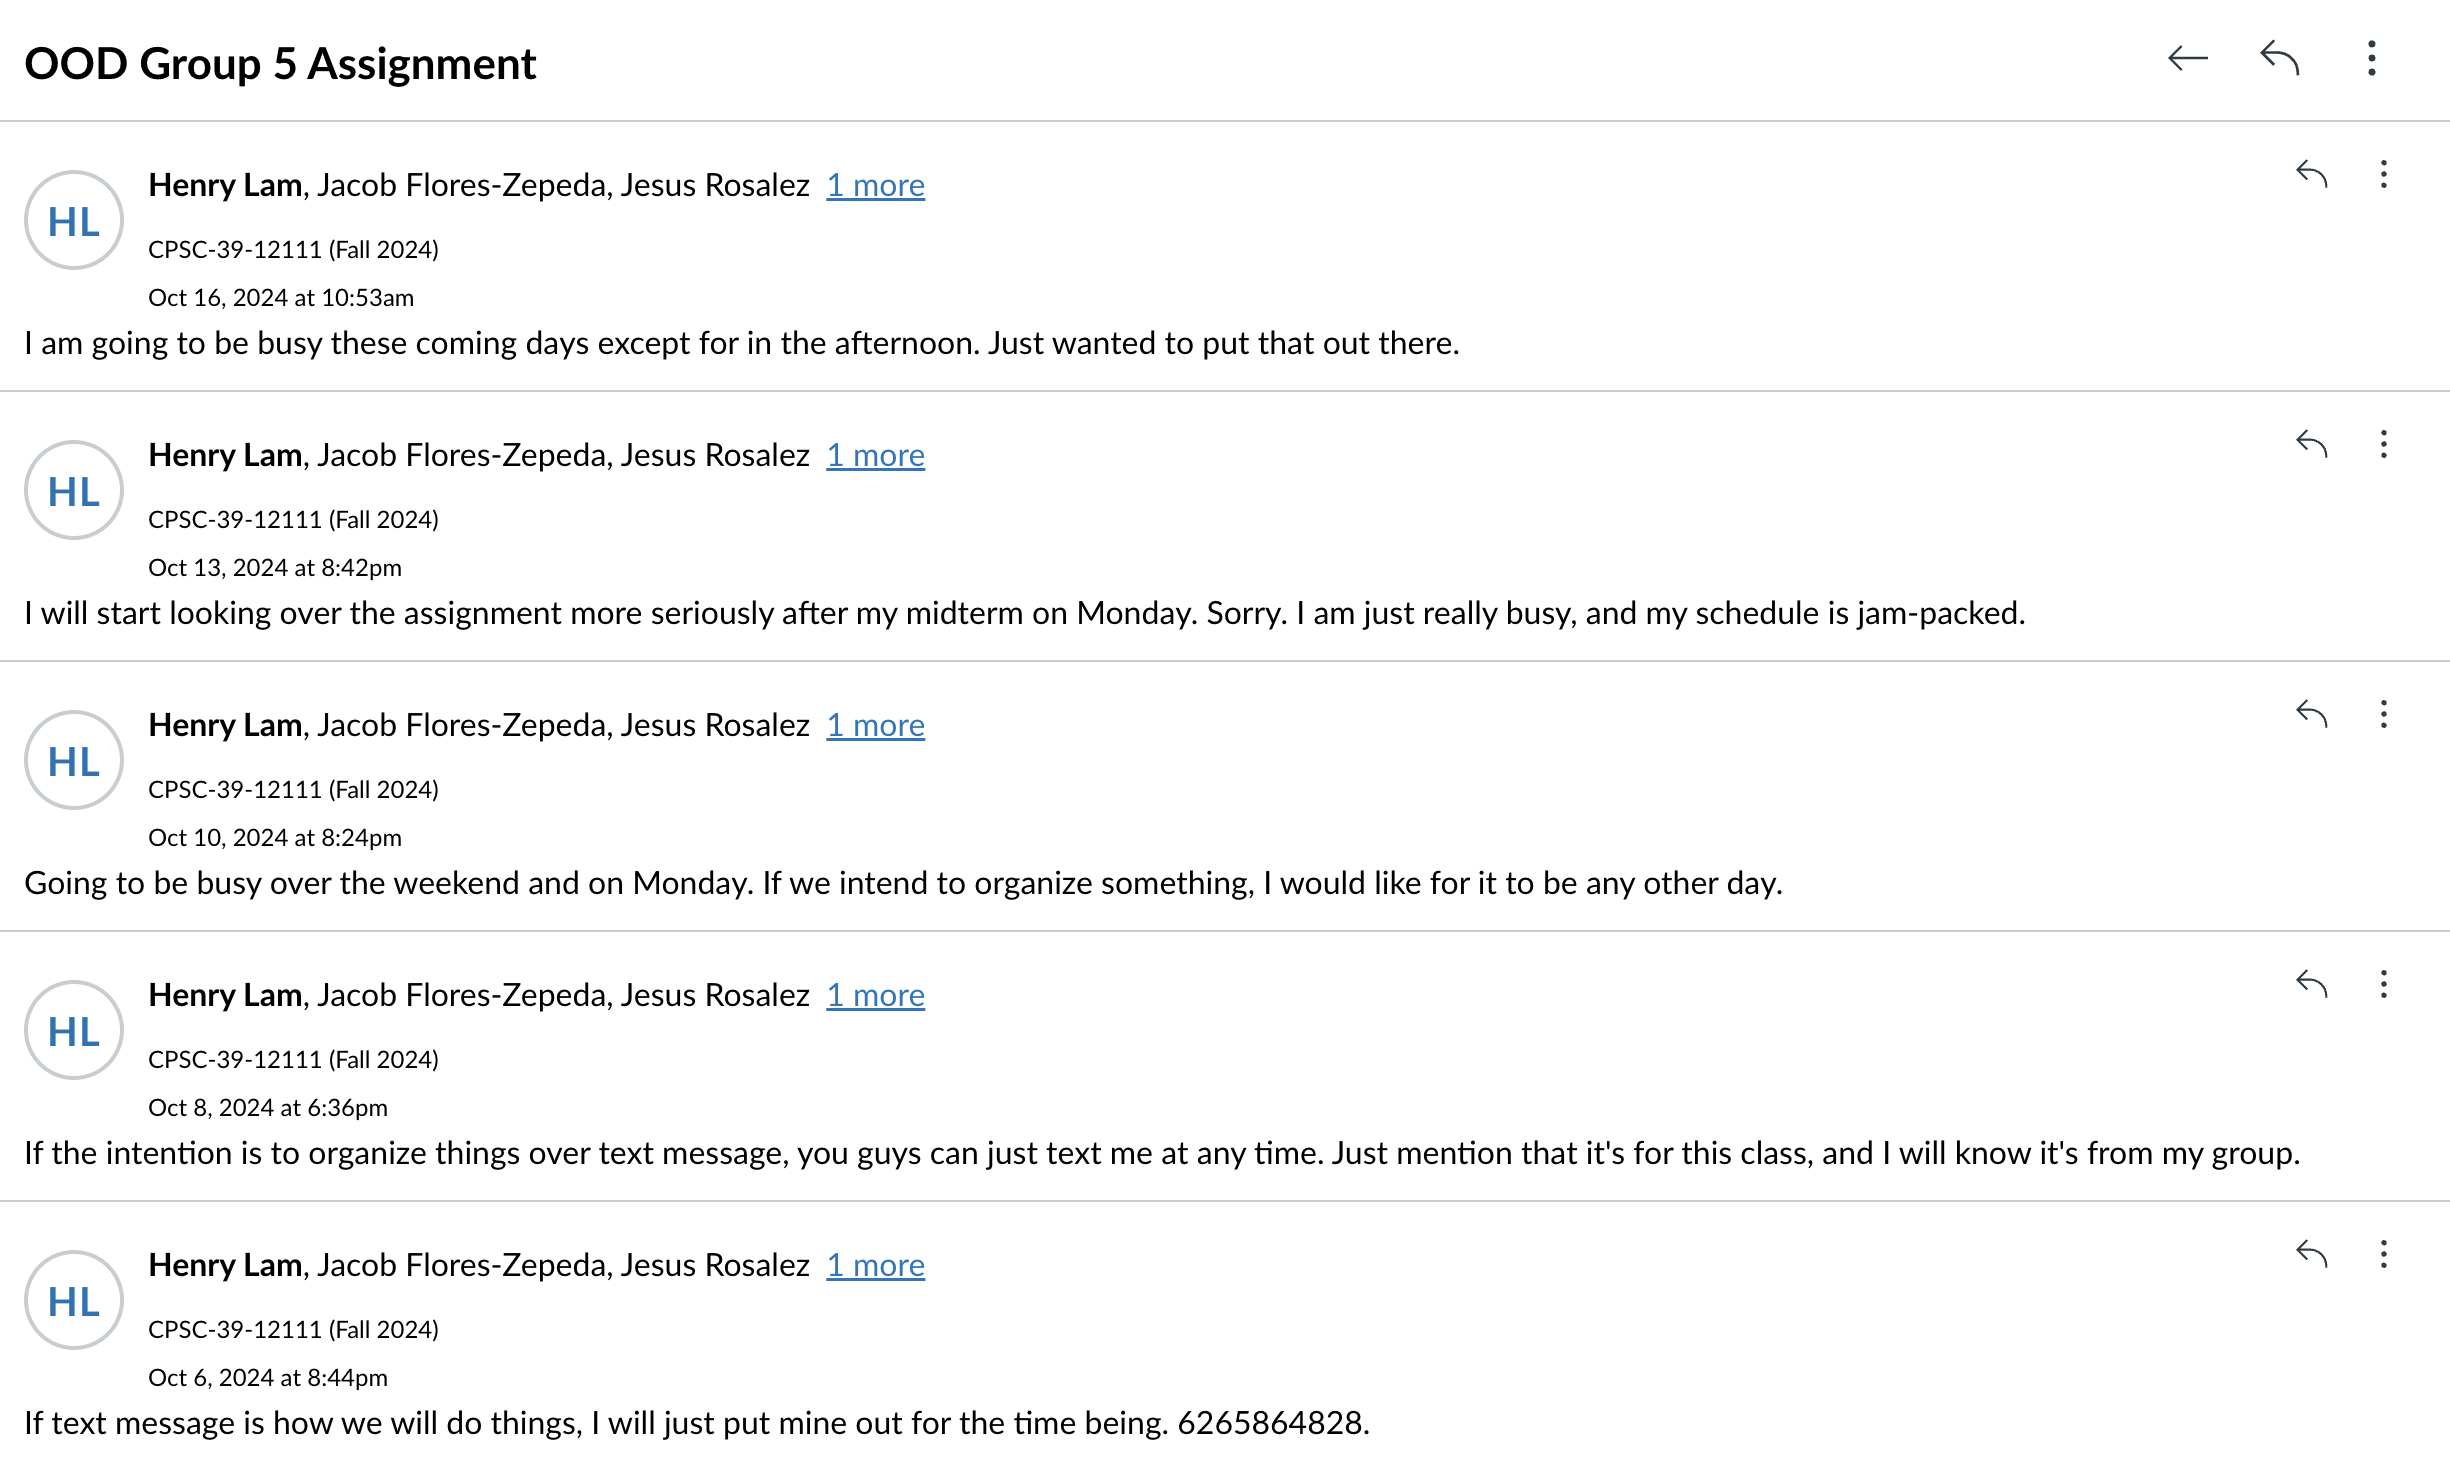 OOD Group 5 Assignment
HL
Henry Lam, Jacob Flores-Zepeda, Jesus Rosalez 1 more
CPSC-39-12111 (Fall 2024)
Oct 16, 2024 at 10:53am
I am going to be busy these coming days except for in the afternoon. Just wanted to put that out there.
HL
Henry Lam, Jacob Flores-Zepeda, Jesus Rosalez 1 more
CPSC-39-12111 (Fall 2024)
Oct 13, 2024 at 8:42pm
I will start looking over the assignment more seriously after my midterm on Monday. Sorry. I am just really busy, and my schedule is jam-packed.
HL
Henry Lam, Jacob Flores-Zepeda, Jesus Rosalez 1 more
CPSC-39-12111 (Fall 2024)
Oct 10, 2024 at 8:24pm
Going to be busy over the weekend and on Monday. If we intend to organize something, I would like for it to be any other day.
HL
Henry Lam, Jacob Flores-Zepeda, Jesus Rosalez 1 more
CPSC-39-12111 (Fall 2024)
Oct 8, 2024 at 6:36pm
If the intention is to organize things over text message, you guys can just text me at any time. Just mention that it's for this class, and I will know it's from my group.
HL
Henry Lam, Jacob Flores-Zepeda, Jesus Rosalez 1 more
CPSC-39-12111 (Fall 2024)
Oct 6, 2024 at 8:44pm
If text message is how we will do things, I will just put mine out for the time being. 6265864828.